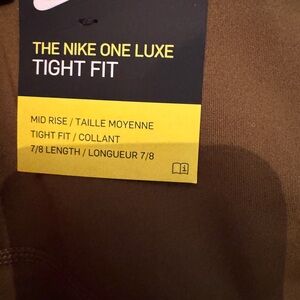 THE NIKE ONE LUXE
TIGHT FIT
MID RISE / TAILLE MOYENNE
TIGHT FIT / COLLANT
7/8 LENGTH / LONGUEUR 7/8